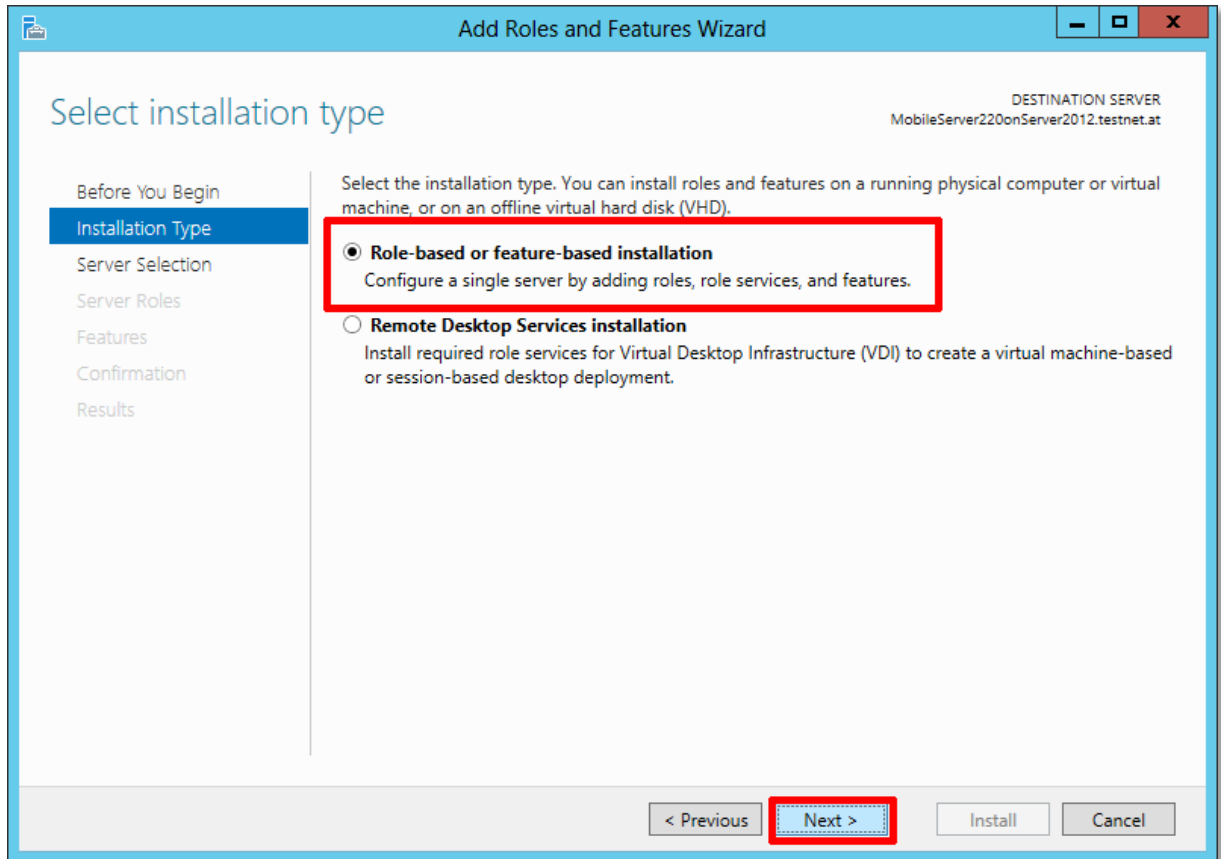 Add Roles and Features Wizard
Select installation type
DESTINATION SERVER
MobileServer220onServer2012.testnet.at
Before You Begin
Installation Type
Server Selection
Server Roles
Features
Confirmation
Results
Select the installation type. You can install roles and features on a running physical computer or virtual
machine, or on an offline virtual hard disk (VHD).
Role-based or feature-based installation
Configure a single server by adding roles, role services, and features.
Remote Desktop Services installation
Install required role services for Virtual Desktop Infrastructure (VDI) to create a virtual machine-based
or session-based desktop deployment.
< Previous
Next >
Install
Cancel